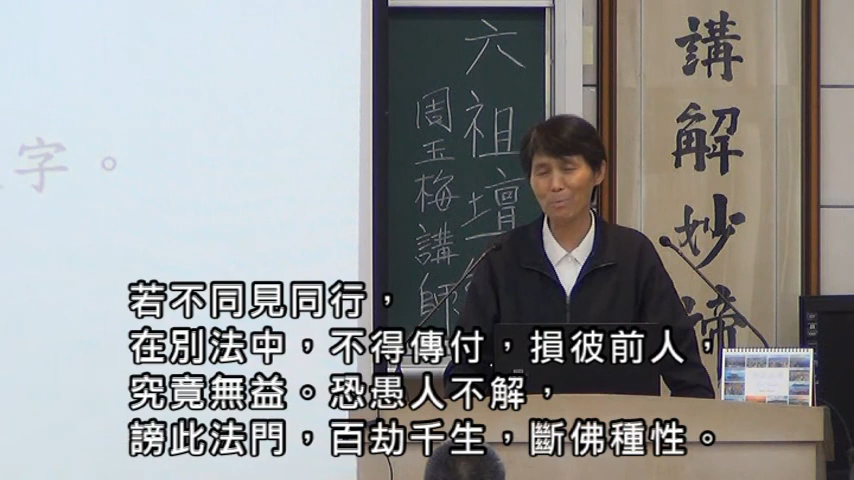 字。
六祖壇
周玉梅講師
講解妙諦
若不同見同行，
在別法中，不得傳付，損彼前人，
究竟無益。恐愚人不解，
謗此法門，百劫千生，斷佛種性。